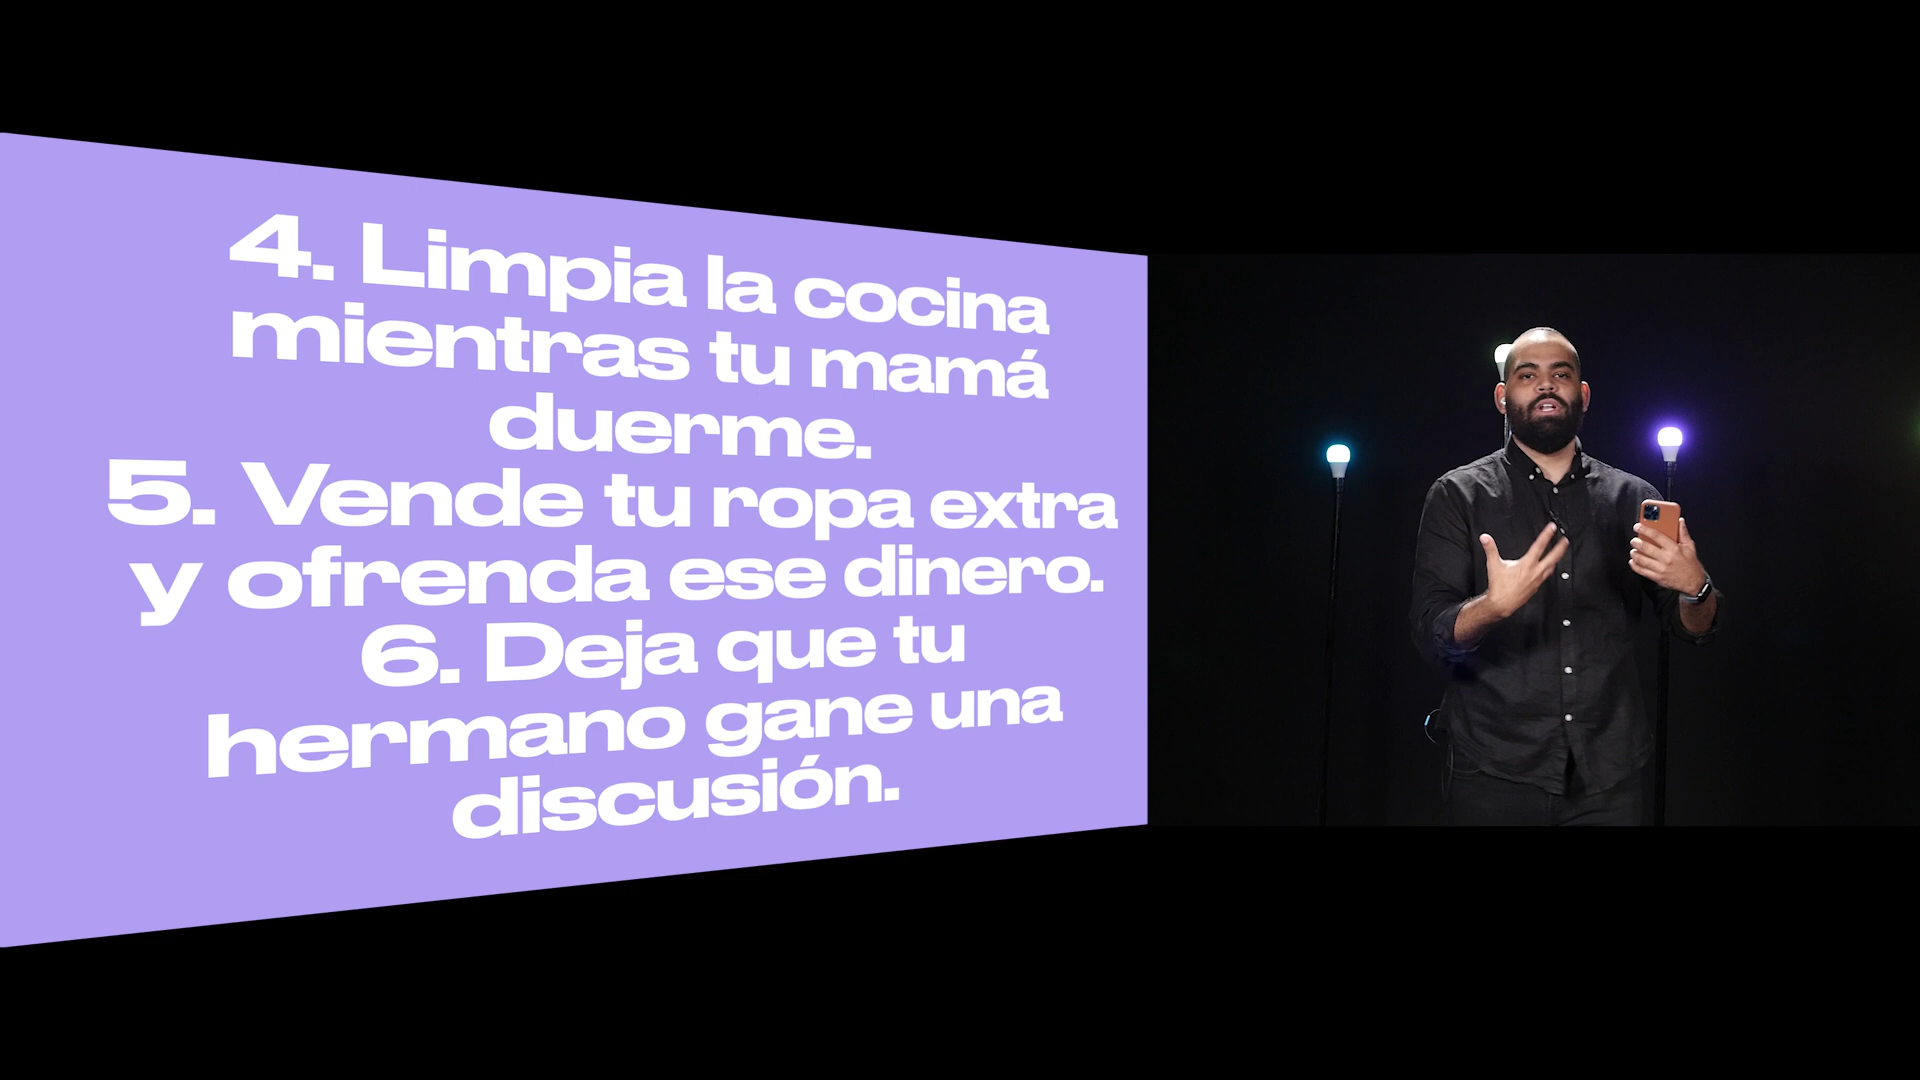 4. Limpia la cocina
mientras tu mamá
duerme.
5. Vende tu ropa extra
y ofrenda ese dinero.
6. Deja que tu
hermano gane una
discusión.